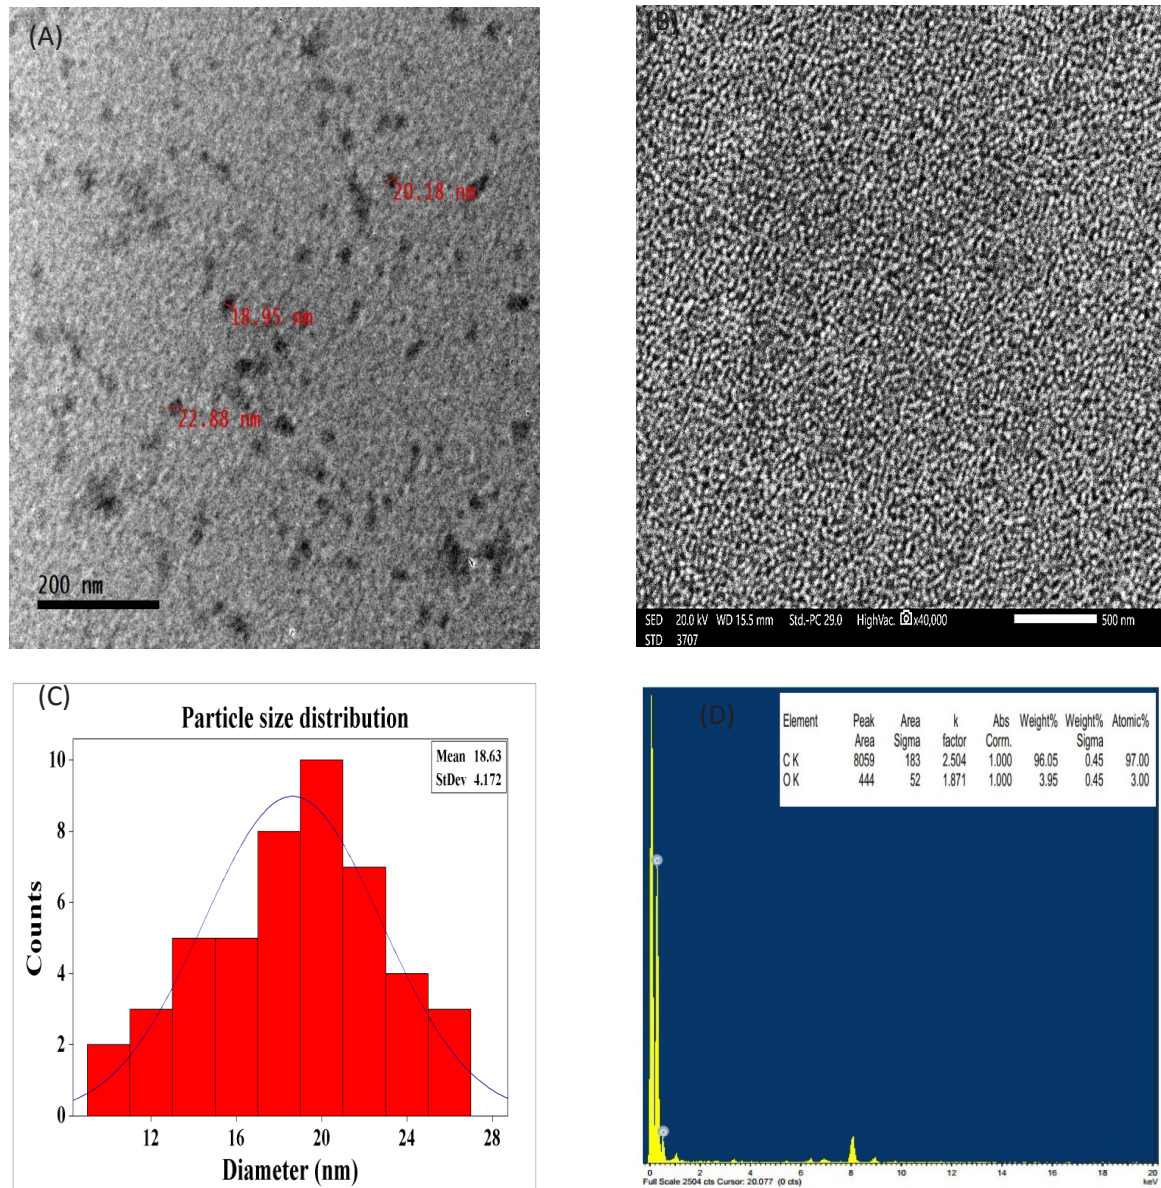 (A)
20.18 nm
18.95 nm
22.88 nm
200 nm
(B)
SED 20.0 kV WD 15.5 mm Std.-PC 29.0 HighVac. x40,000 500 nm
STD 3707
(C)
Particle size distribution
Mean 18.63
StDev 4.172
Counts
10
8
6
4
2
0
12 16 20 24 28
Diameter (nm)
(D)
Element Peak Area k Abs Weight% Weight% Atomic%
Area Sigma factor Corrn. Sigma
C K 8059 183 2.504 1.000 96.05 0.45 97.00
O K 444 52 1.871 1.000 3.95 0.45 3.00
0 2 4 6 8 10 12 14 16 18 20
Full Scale 2504 cts Cursor: 20.077 (0 cts) keV